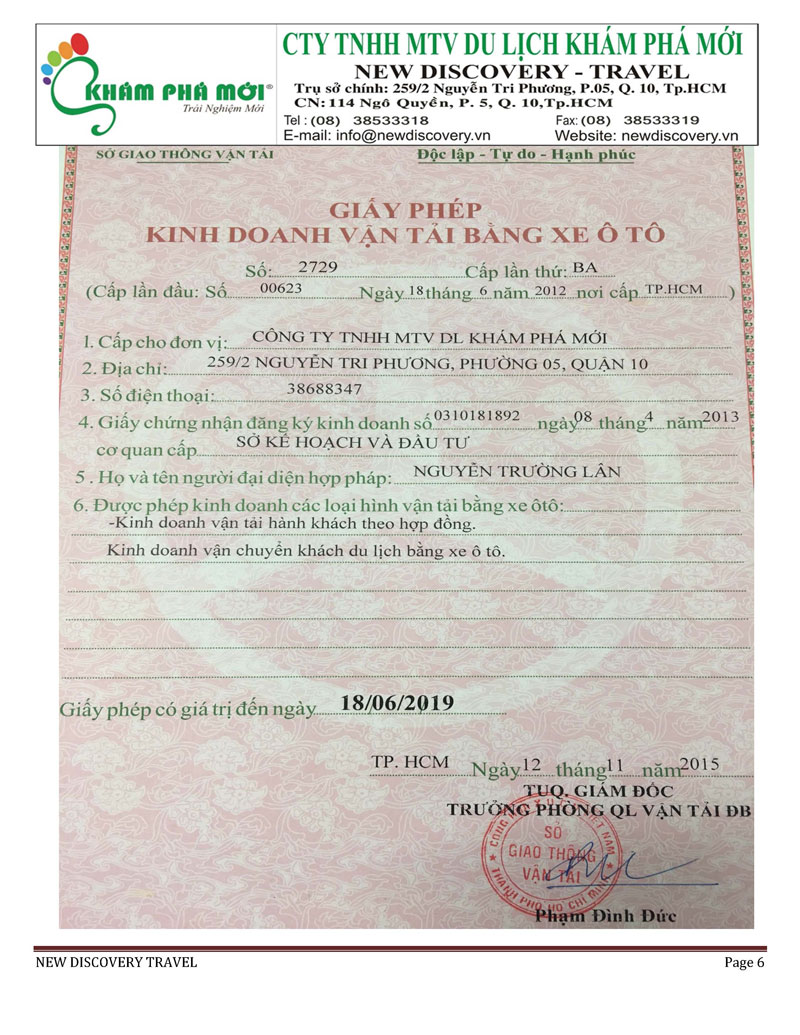 KHÁM PHÁ MỚI®
Trải Nghiệm Mới
CTY TNHH MTV DU LỊCH KHÁM PHÁ MỚI
NEW DISCOVERY - TRAVEL
Trụ sở chính: 259/2 Nguyễn Tri Phương, P.05, Q. 10, Tp.HCM
CN: 114 Ngô Quyền, P. 5, Q. 10,Tp.HCM
Tel : (08) 38533318 Fax: (08) 38533319
E-mail: info@newdiscovery.vn Website: newdiscovery.vn
SỞ GIAO THÔNG VẬN TẢI Độc lập - Tự do - Hạnh phúc
GIẤY PHÉP
KINH DOANH VẬN TẢI BẰNG XE Ô TÔ
Số: 2729 Cấp lần thứ: BA
(Cấp lần đầu: Số 00623 Ngày 18 tháng 6 năm 2012 nơi cấp TP.HCM )
1. Cấp cho đơn vị: CÔNG TY TNHH MTV DL KHÁM PHÁ MỚI
2. Địa chỉ: 259/2 NGUYỄN TRI PHƯƠNG, PHƯỜNG 05, QUẬN 10
3. Số điện thoại: 38688347
4. Giấy chứng nhận đăng ký kinh doanh số 0310181892 ngày 08 tháng 4 năm 2013
cơ quan cấp SỞ KẾ HOẠCH VÀ ĐẦU TƯ
5 . Họ và tên người đại diện hợp pháp: NGUYỄN TRƯỜNG LÂN
6. Được phép kinh doanh các loại hình vận tải bằng xe ôtô:
-Kinh doanh vận tải hành khách theo hợp đồng.
Kinh doanh vận chuyển khách du lịch bằng xe ô tô.
Giấy phép có giá trị đến ngày 18/06/2019
TP. HCM Ngày 12 tháng 11 năm 2015
TUQ. GIÁM ĐỐC
TRƯỞNG PHÒNG QL VẬN TẢI ĐB
SỞ
GIAO THÔNG
VẬN TẢI
THÀNH PHỐ HỒ CHÍ MINH
Phạm Đình Đức
NEW DISCOVERY TRAVEL Page 6